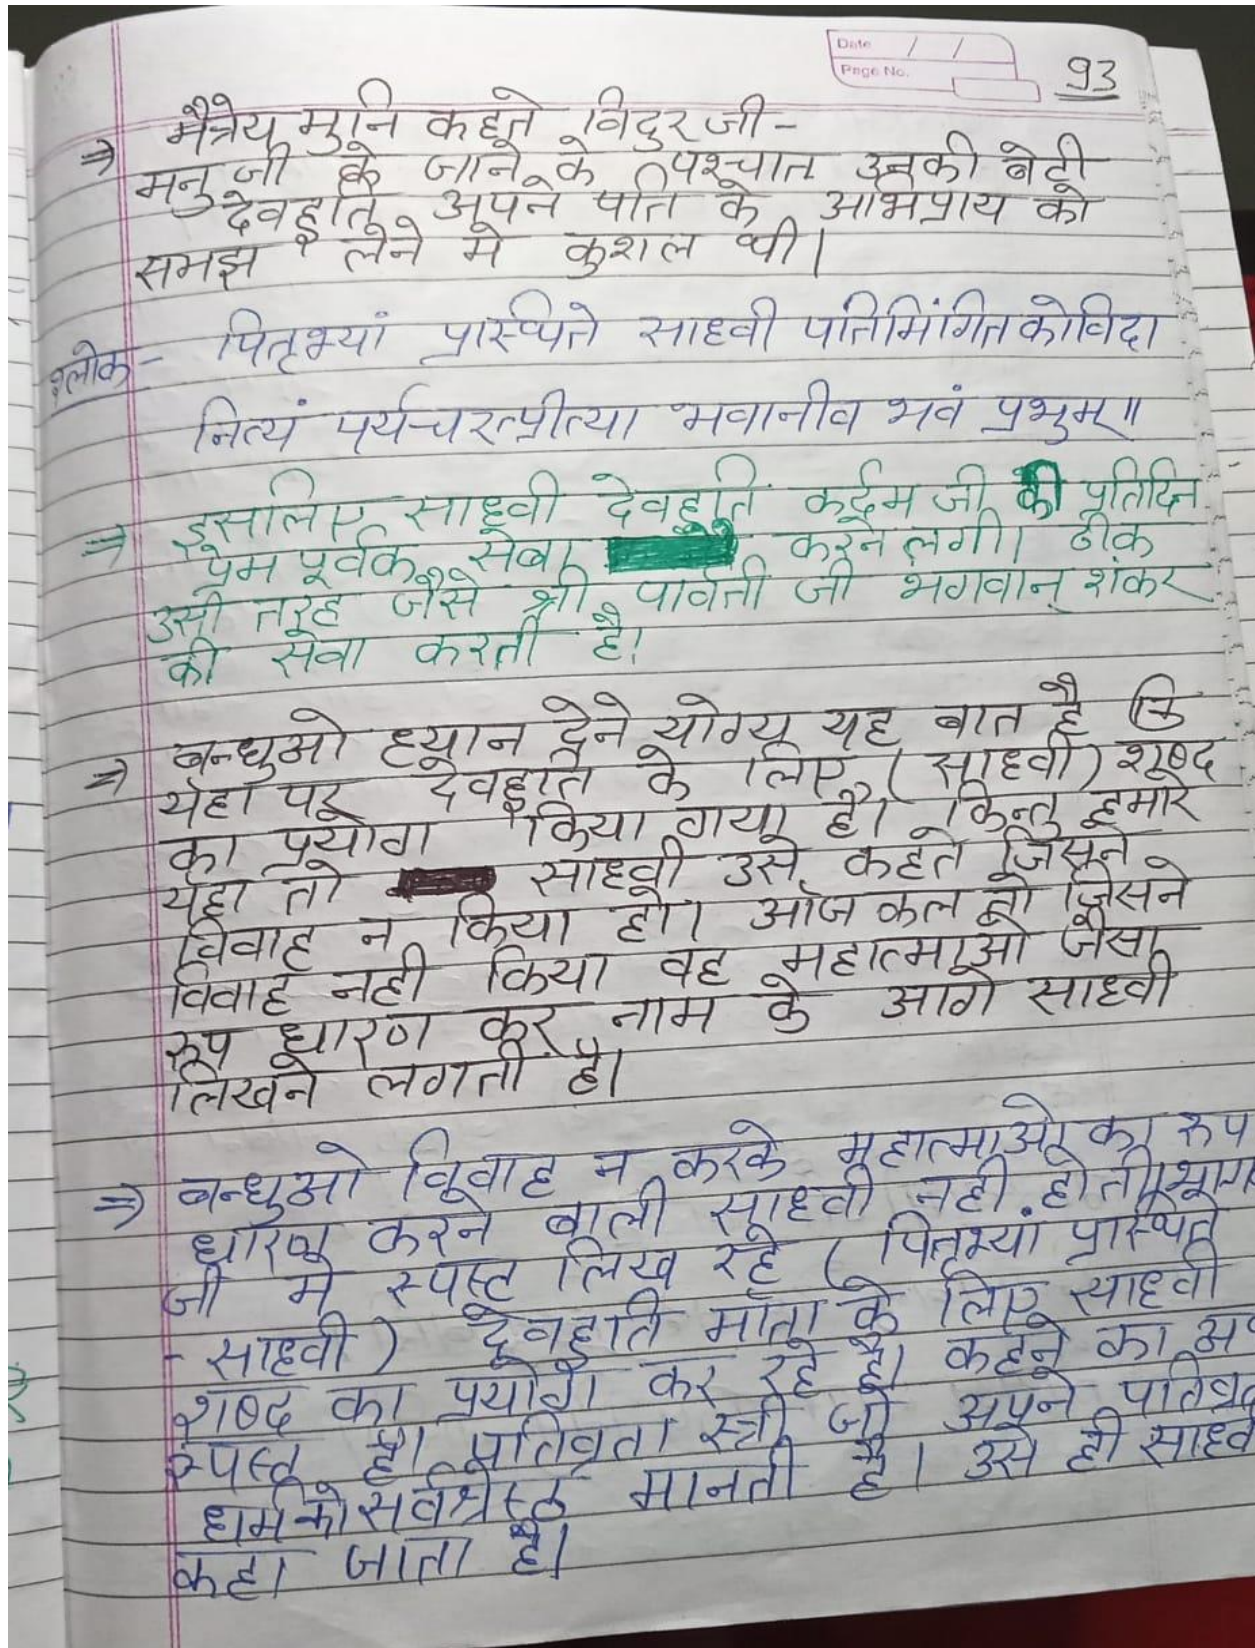 Date / /
Page No.
93
⇒ मैत्रेय मुनि कहते विदुर जी -
मनु जी के जाने के पश्चात उनकी बेटी
देवहुति अपने पति के अभिप्राय को
समझ लेने मे कुशल थी।
श्लोक - पितृभ्यां प्रास्थिते साध्वी पतिमिंगितकोविदा
नित्यं पर्यचरत्प्रीत्या भवानीव भवं प्रभुम्॥
⇒ इसलिए साध्वी देवहुति कर्दम जी की प्रतिदिन
प्रेम पूर्वक सेबा करने लगी। ठीक
उसी तरह जैसे श्री पार्वती जी भगवान् शंकर
की सेवा करती है।
⇒ बन्धुओ ध्यान देने योग्य यह बात है कि
यहा पर देवहुति के लिए (साध्वी) शब्द
का प्रयोग किया गया है। किन्तु हमारे
यहा तो साध्वी उसे कहते जिसने
विवाह न किया हो। आज कल तो जिसने
विवाह नही किया वह महात्माओ जैसा
रूप धारण कर नाम के आगे साध्वी
लिखने लगती है।
⇒ बन्धुओ विवाह न करके महात्माओ का रूप
धारण करने बाली साध्वी नही होती। भाग
जी मे स्पस्ट लिख रहे (पितृभ्यां प्रास्थिते
- साध्वी) देवहुति माँता के लिए साध्वी
शब्द का प्रयोग कर रहे है। कहने का अ
स्पस्ट है। पतिव्रता स्त्री जो अपने पतिव्रत
धर्म को सर्वश्रेस्ठ मानती है। उसे ही साध्व
कहा जाता है।